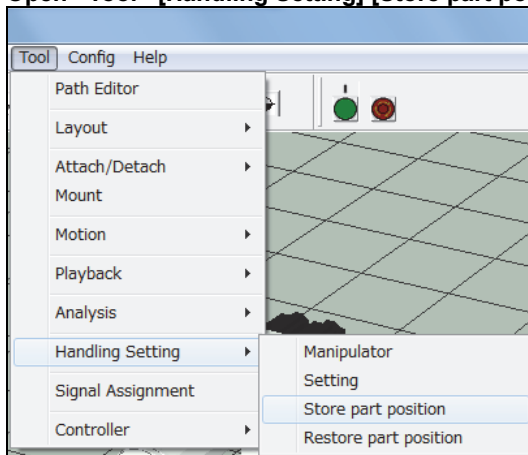 Tool Config Help
Path Editor
Layout
Attach/Detach
Mount
Motion
Playback
Analysis
Handling Setting
Signal Assignment
Controller
Manipulator
Setting
Store part position
Restore part position